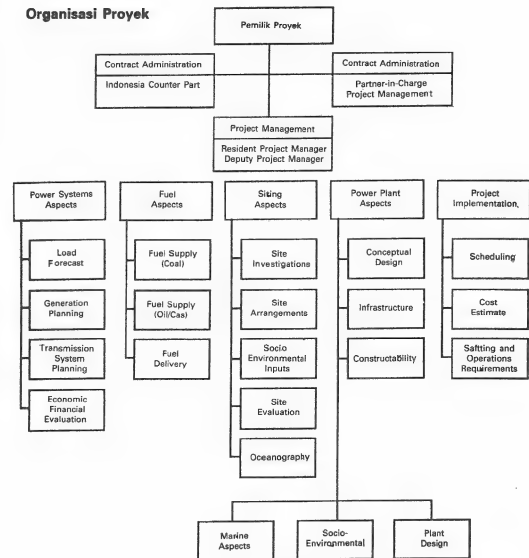 Organisasi Proyek
Pemilik Proyek
Contract Administration
Indonesia Counter Part
Contract Administration
Partner-in-Charge
Project Management
Project Management
Resident Project Manager
Deputy Project Manager
Power Systems
Aspects
Load
Forecast
Generation
Planning
Transmission
System
Planning
Economic
Financial
Evaluation
Fuel
Aspects
Fuel Supply
(Coal)
Fuel Supply
(Oil/Cas)
Fuel
Delivery
Siting
Aspects
Site
Investigations
Site
Arrangements
Socio
Environmental
Inputs
Site
Evaluation
Oceanography
Power Plant
Aspects
Conceptual
Design
Infrastructure
Constructability
Marine
Aspects
Socio-
Environmental
Plant
Design
Project
Implementation.
Scheduling
Cost
Estimate
Saftting and
Operations
Requirements